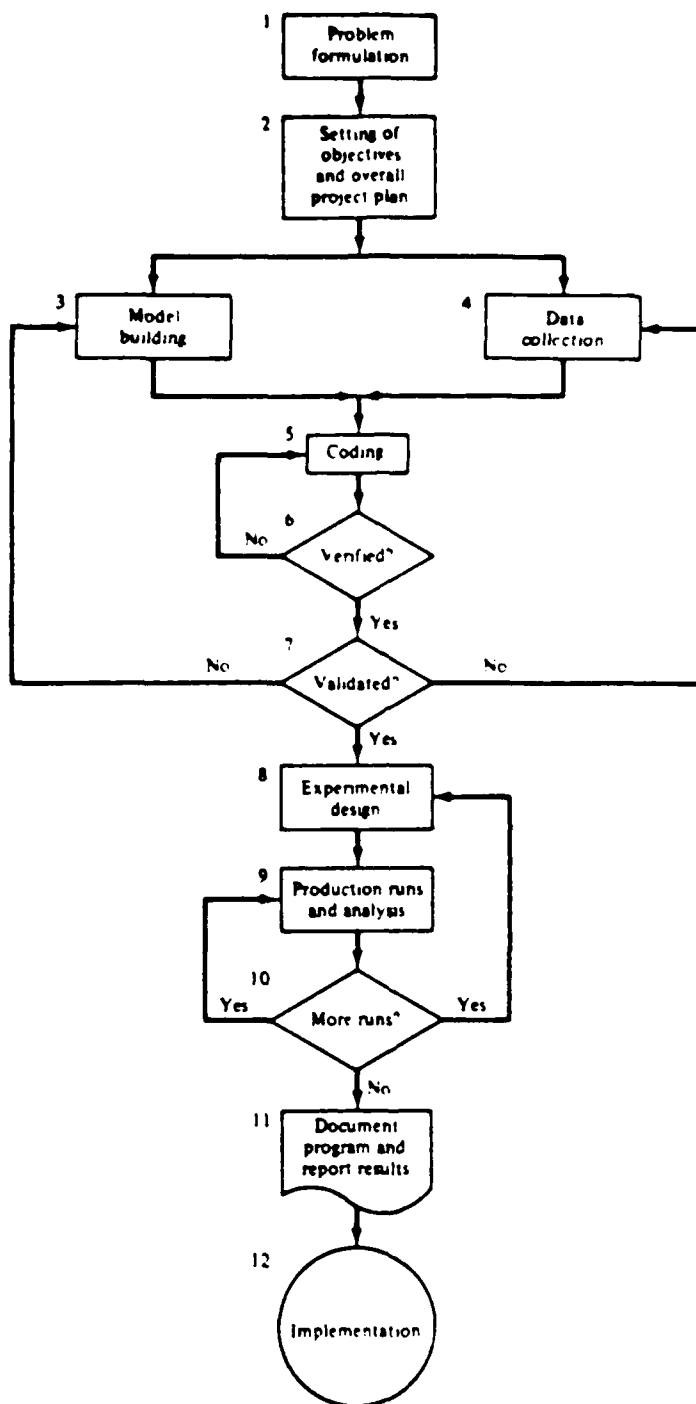 1
Problem
formulation
2
Setting of
objectives
and overall
project plan
3
Model
building
4
Data
collection
5
Coding
6
Verified?
No
Yes
7
Validated?
No
No
Yes
8
Experimental
design
9
Production runs
and analysis
10
More runs?
Yes
Yes
No
11
Document
program and
report results
12
Implementation